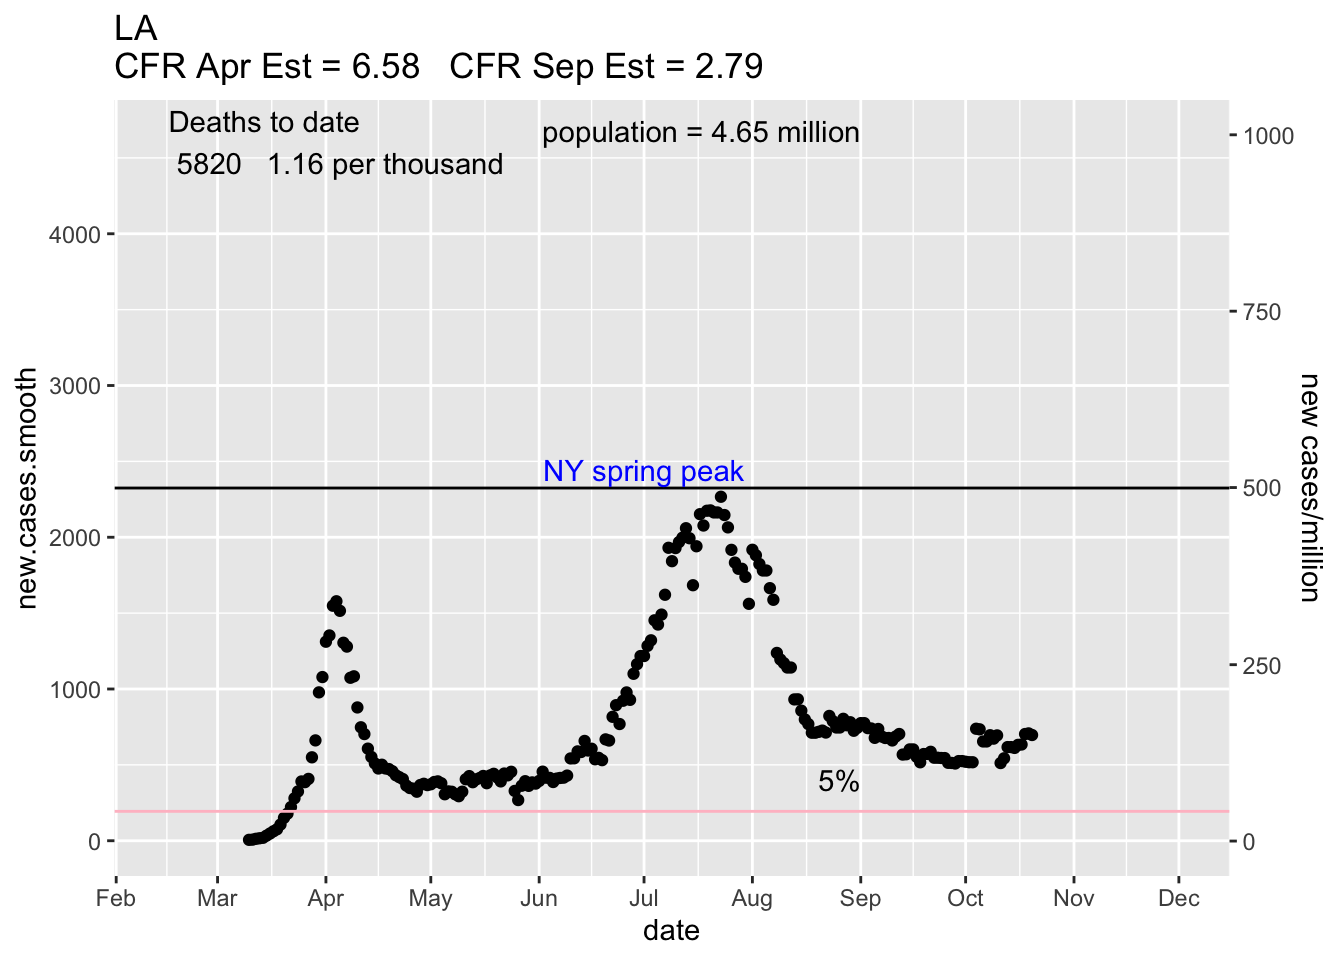 LA
CFR Apr Est = 6.58   CFR Sep Est = 2.79
Deaths to date
5820   1.16 per thousand
population = 4.65 million
NY spring peak
5%
new.cases.smooth
4000
3000
2000
1000
0
new cases/million
1000
750
500
250
0
Feb Mar Apr May Jun Jul Aug Sep Oct Nov Dec
date